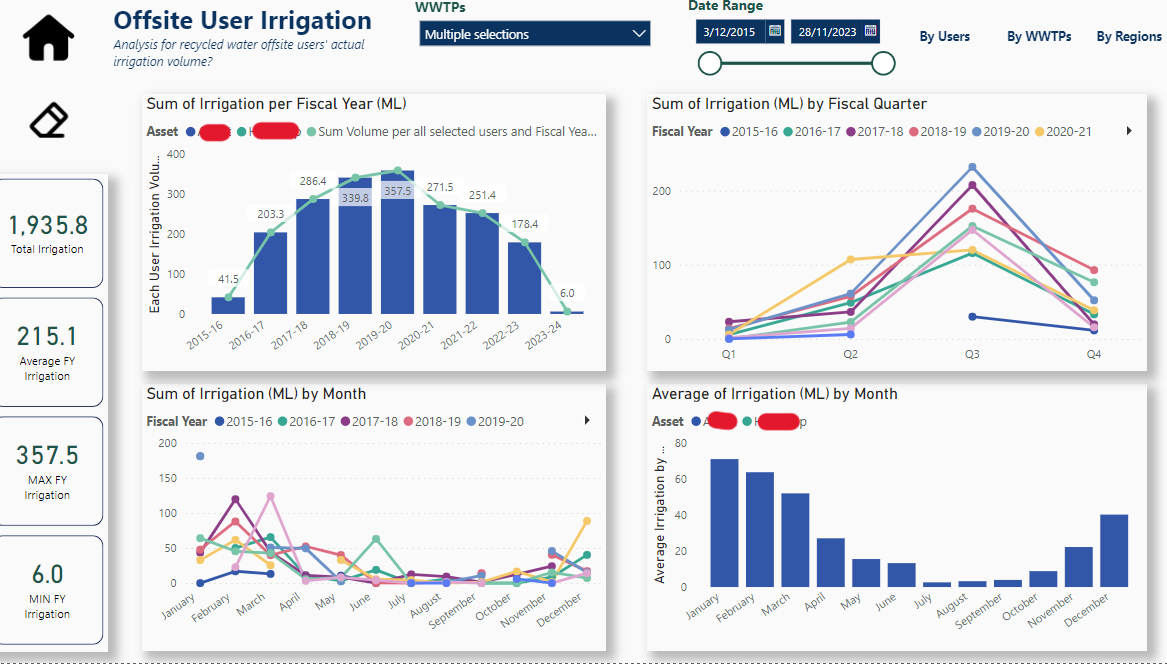 Offsite User Irrigation
Analysis for recycled water offsite users' actual
irrigation volume?
WWTPs
Multiple selections
Date Range
3/12/2015
28/11/2023
By Users
By WWTPs
By Regions
1,935.8
Total Irrigation
215.1
Average FY
Irrigation
357.5
MAX FY
Irrigation
6.0
MIN FY
Irrigation
Sum of Irrigation per Fiscal Year (ML)
Asset
Sum Volume per all selected users and Fiscal Yea...
Each User Irrigation Volu...
400
300
200
100
0
41.5
203.3
286.4
339.8
357.5
271.5
251.4
178.4
6.0
2015-16
2016-17
2017-18
2018-19
2019-20
2020-21
2021-22
2022-23
2023-24
Sum of Irrigation (ML) by Fiscal Quarter
Fiscal Year 2015-16 2016-17 2017-18 2018-19 2019-20 2020-21
200
100
0
Q1 Q2 Q3 Q4
Sum of Irrigation (ML) by Month
Fiscal Year 2015-16 2016-17 2017-18 2018-19 2019-20
200
150
100
50
0
January
February
March
April
May
June
July
August
September
October
November
December
Average of Irrigation (ML) by Month
Asset
Average Irrigation by ...
80
60
40
20
0
January
February
March
April
May
June
July
August
September
October
November
December